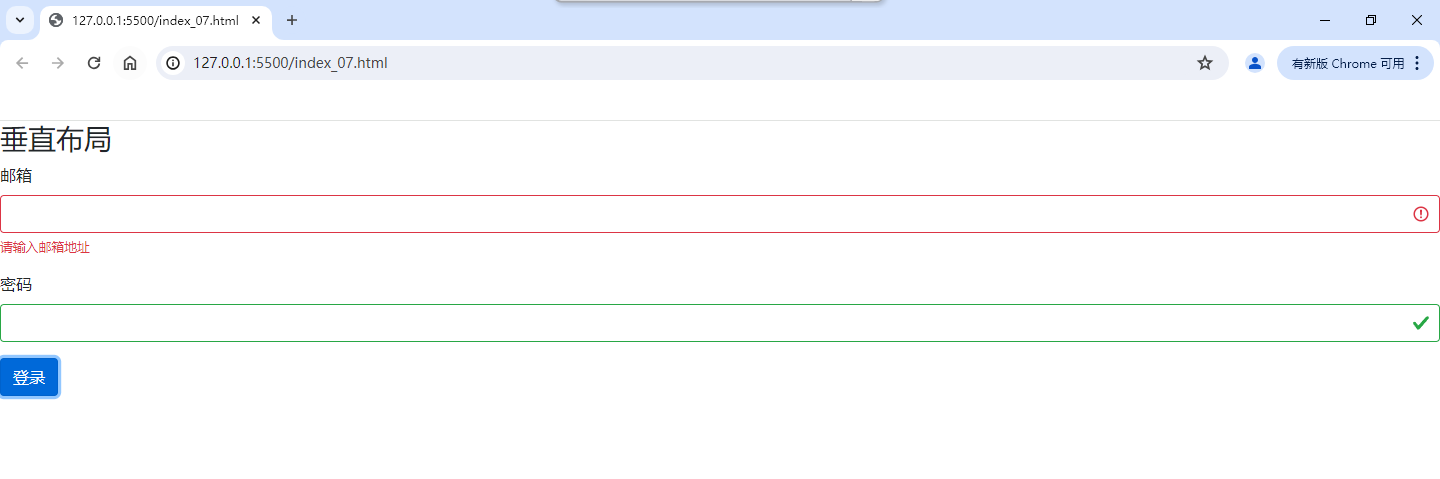 127.0.0.1:5500/index_07.html
127.0.0.1:5500/index_07.html
有新版 Chrome 可用
垂直布局
邮箱
请输入邮箱地址
密码
登录